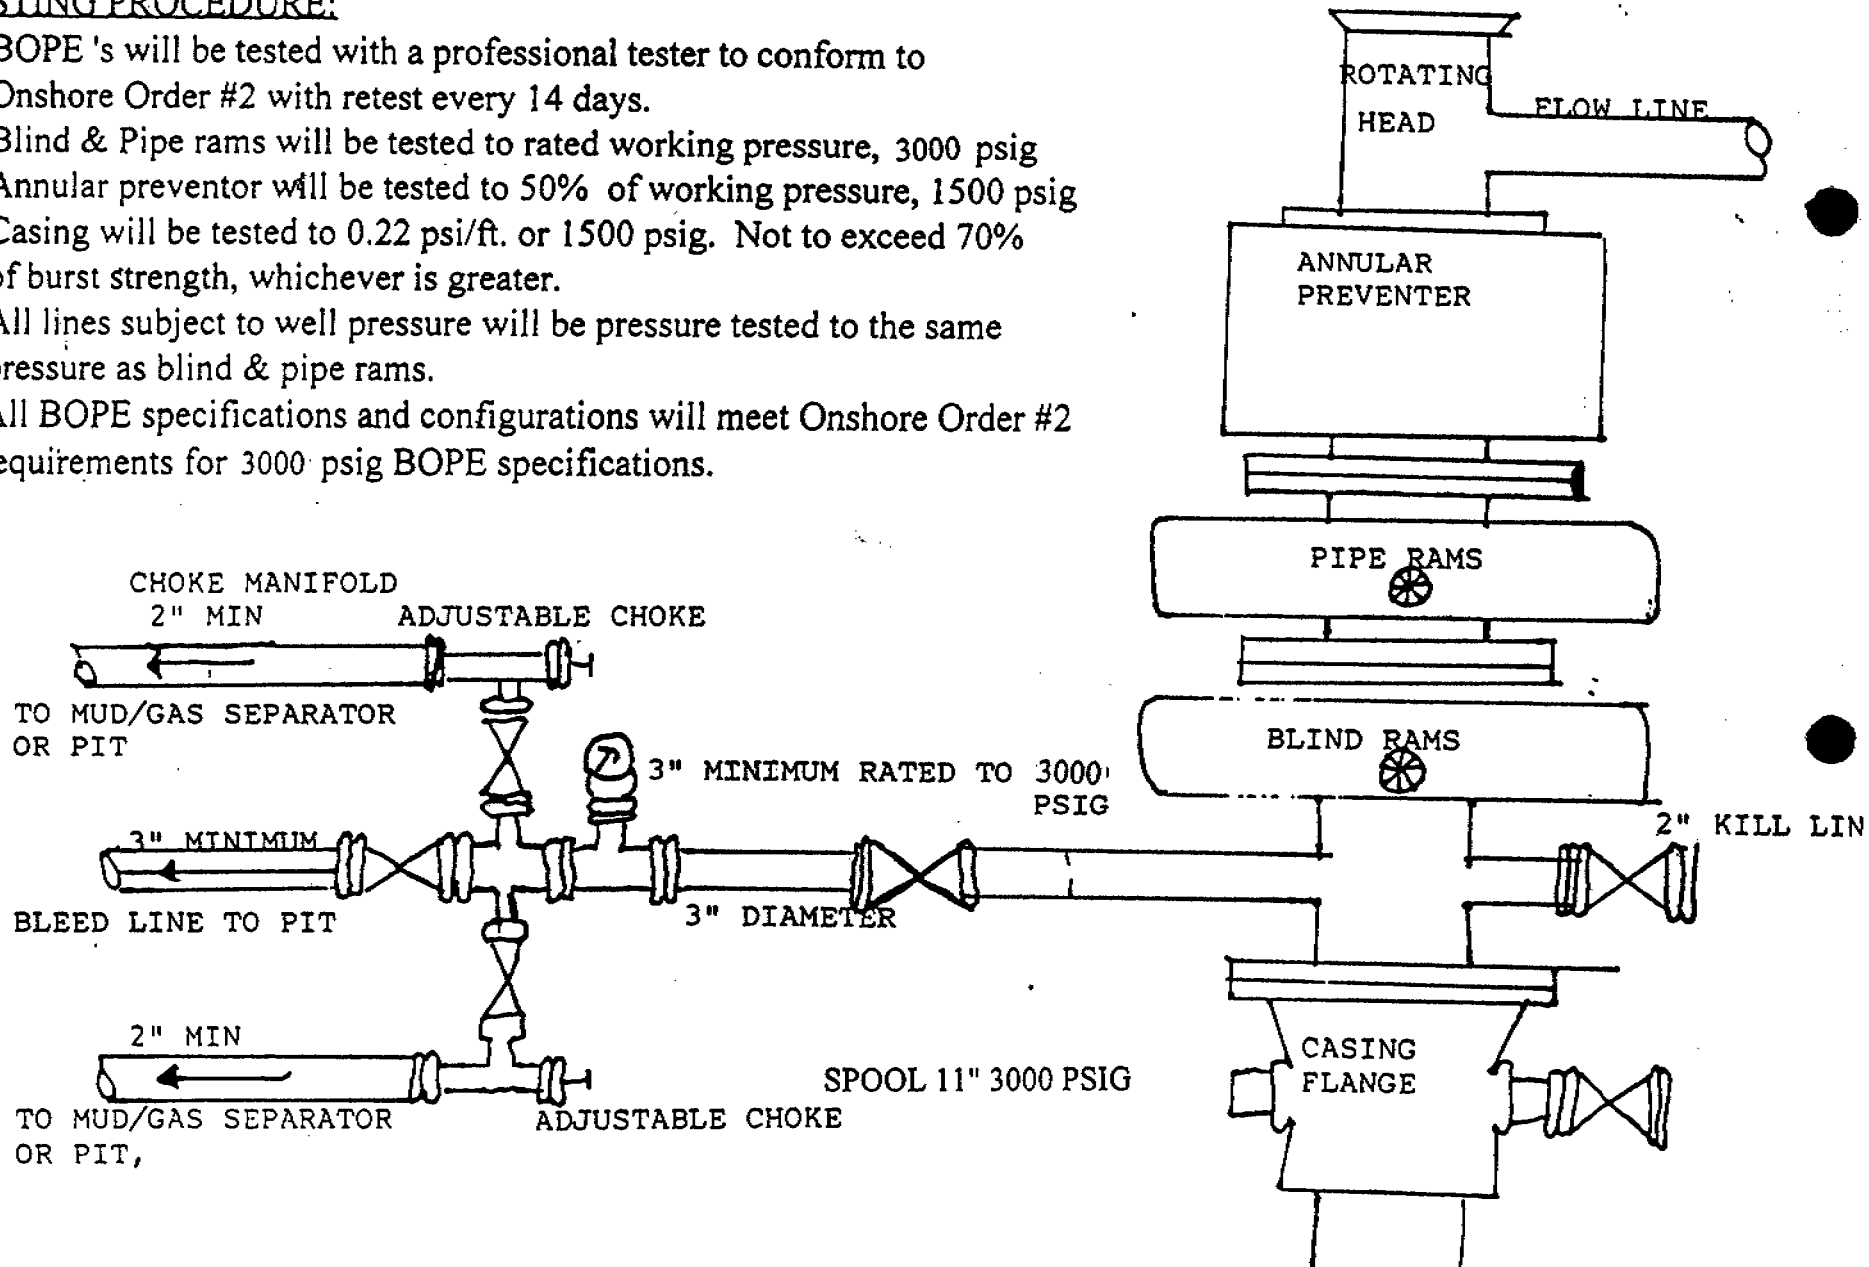 STING PROCEDURE:
BOPE 's will be tested with a professional tester to conform to
Onshore Order #2 with retest every 14 days.
Blind & Pipe rams will be tested to rated working pressure, 3000 psig
Annular preventor will be tested to 50% of working pressure, 1500 psig
Casing will be tested to 0.22 psi/ft. or 1500 psig. Not to exceed 70%
of burst strength, whichever is greater.
All lines subject to well pressure will be pressure tested to the same
pressure as blind & pipe rams.
All BOPE specifications and configurations will meet Onshore Order #2
equirements for 3000 psig BOPE specifications.
ROTATING
HEAD
FLOW LINE
ANNULAR
PREVENTER
PIPE RAMS
BLIND RAMS
CHOKE MANIFOLD
2" MIN
ADJUSTABLE CHOKE
TO MUD/GAS SEPARATOR
OR PIT
3" MINIMUM RATED TO 3000
PSIG
2" KILL LIN
3" MINIMUM
BLEED LINE TO PIT
3" DIAMETER
2" MIN
TO MUD/GAS SEPARATOR
OR PIT,
ADJUSTABLE CHOKE
SPOOL 11" 3000 PSIG
CASING
FLANGE